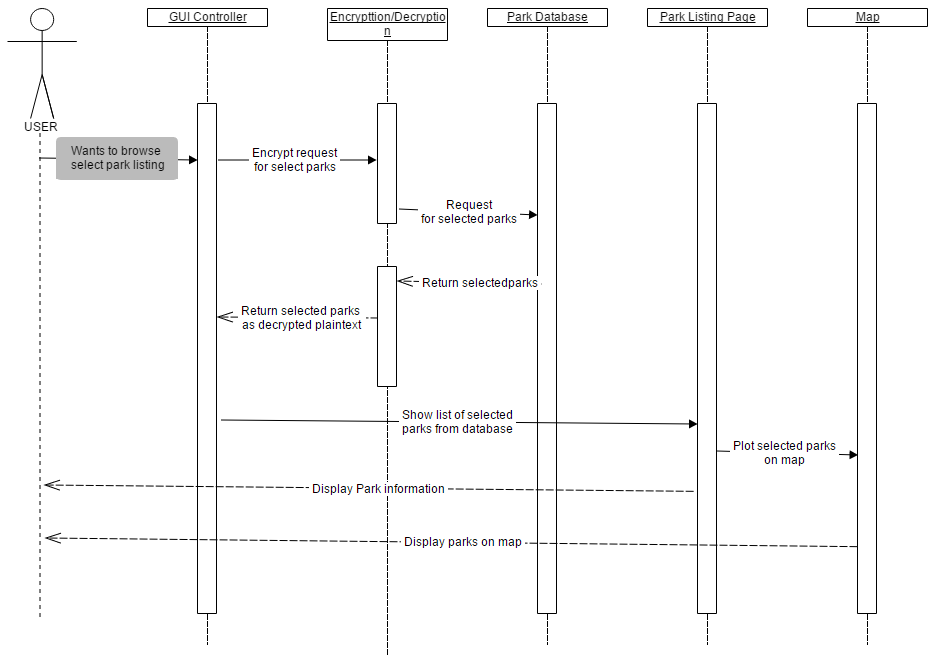 GUI Controller
Encrypttion/Decryptio
n
Park Database
Park Listing Page
Map
USER
Wants to browse
select park listing
Encrypt request
for select parks
Request
for selected parks
Return selectedparks
Return selected parks
as decrypted plaintext
Show list of selected
parks from database
Plot selected parks
on map
Display Park information
Display parks on map